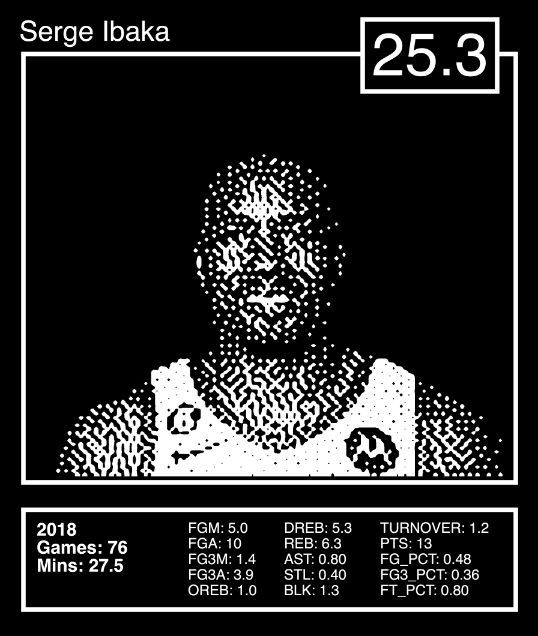 Serge Ibaka
25.3
2018
Games: 76
Mins: 27.5
FGM: 5.0
FGA: 10
FG3M: 1.4
FG3A: 3.9
OREB: 1.0
DREB: 5.3
REB: 6.3
AST: 0.80
STL: 0.40
BLK: 1.3
TURNOVER: 1.2
PTS: 13
FG_PCT: 0.48
FG3_PCT: 0.36
FT_PCT: 0.80